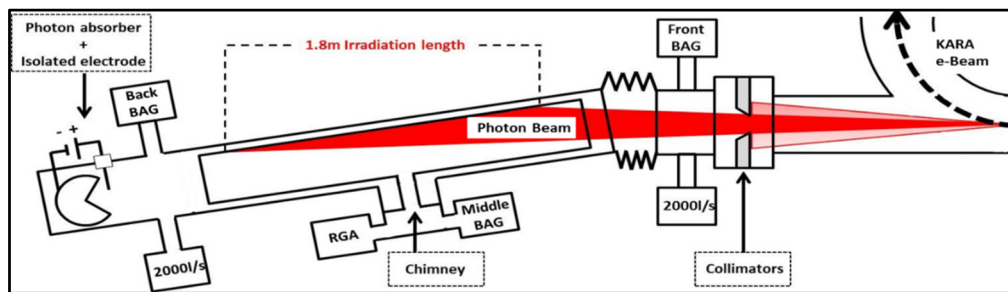 Photon absorber
+
Isolated electrode
1.8m Irradiation length
Front
BAG
KARA
e-Beam
Back
BAG
- +
Photon Beam
RGA
Middle
BAG
2000l/s
2000l/s
Chimney
Collimators